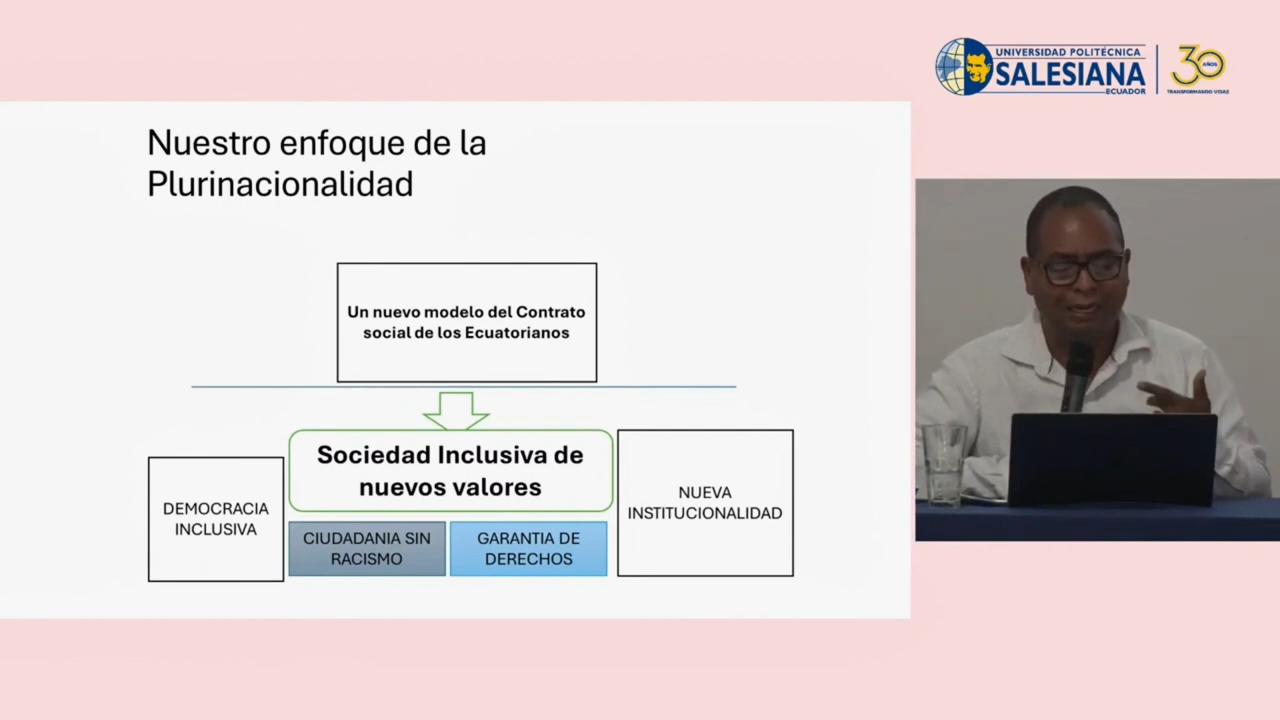 UNIVERSIDAD POLITÉCNICA
SALESIANA
ECUADOR
30
AÑOS
TRANSFORMANDO VIDAS
Nuestro enfoque de la
Plurinacionalidad
Un nuevo modelo del Contrato
social de los Ecuatorianos
Sociedad Inclusiva de
nuevos valores
DEMOCRACIA
INCLUSIVA
CIUDADANIA SIN
RACISMO
GARANTIA DE
DERECHOS
NUEVA
INSTITUCIONALIDAD